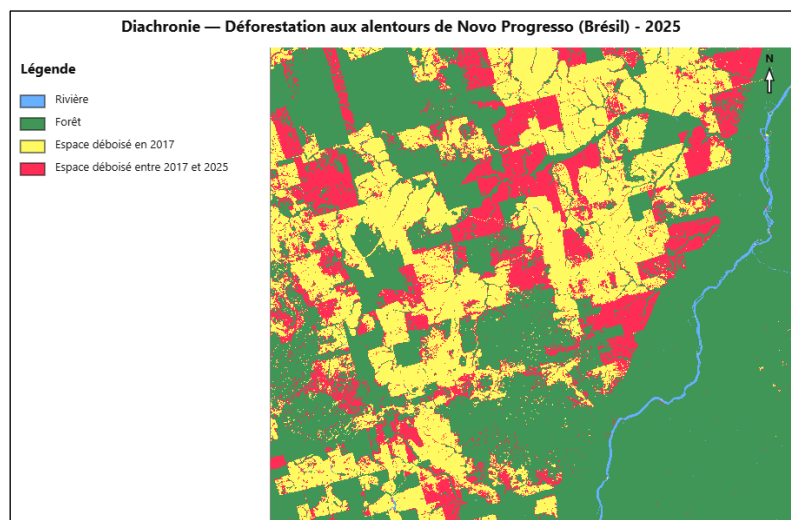 Diachronie — Déforestation aux alentours de Novo Progresso (Brésil) - 2025
Légende
Rivière
Forêt
Espace déboisé en 2017
Espace déboisé entre 2017 et 2025
N